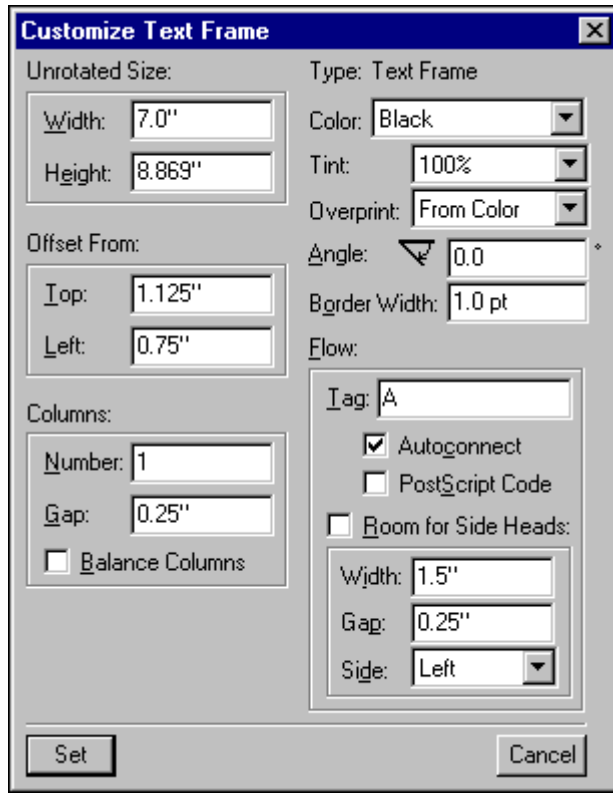 Customize Text Frame
Unrotated Size:
Width: 7.0"
Height: 8.869"
Offset From:
Top: 1.125"
Left: 0.75"
Columns:
Number: 1
Gap: 0.25"
Balance Columns
Type: Text Frame
Color: Black
Tint: 100%
Overprint: From Color
Angle: 0.0 °
Border Width: 1.0 pt
Flow:
Tag: A
Autoconnect
PostScript Code
Room for Side Heads:
Width: 1.5"
Gap: 0.25"
Side: Left
Set
Cancel